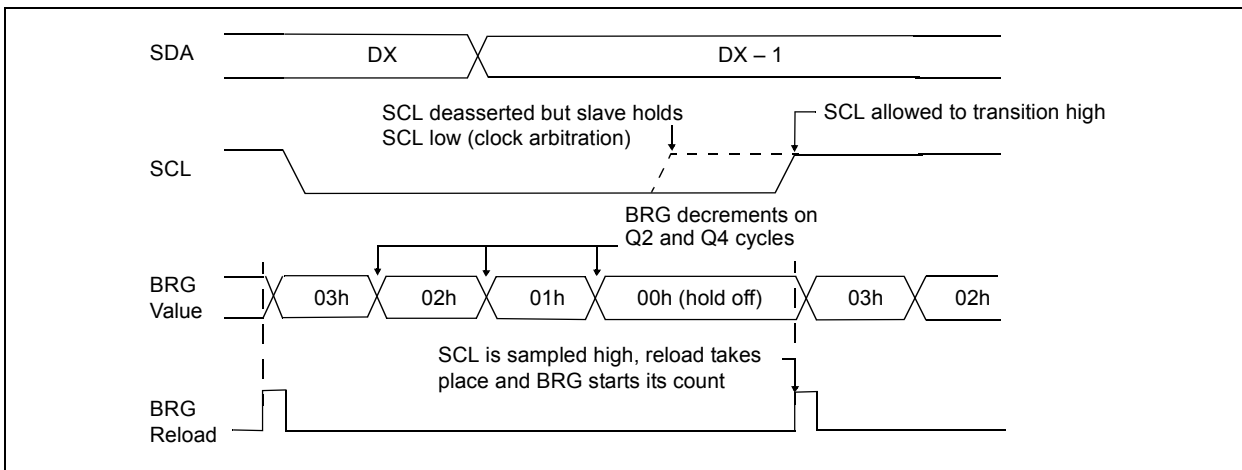 SDA
DX
DX – 1
SCL deasserted but slave holds
SCL low (clock arbitration)
SCL allowed to transition high
SCL
BRG decrements on
Q2 and Q4 cycles
BRG
Value
03h
02h
01h
00h (hold off)
03h
02h
SCL is sampled high, reload takes
place and BRG starts its count
BRG
Reload